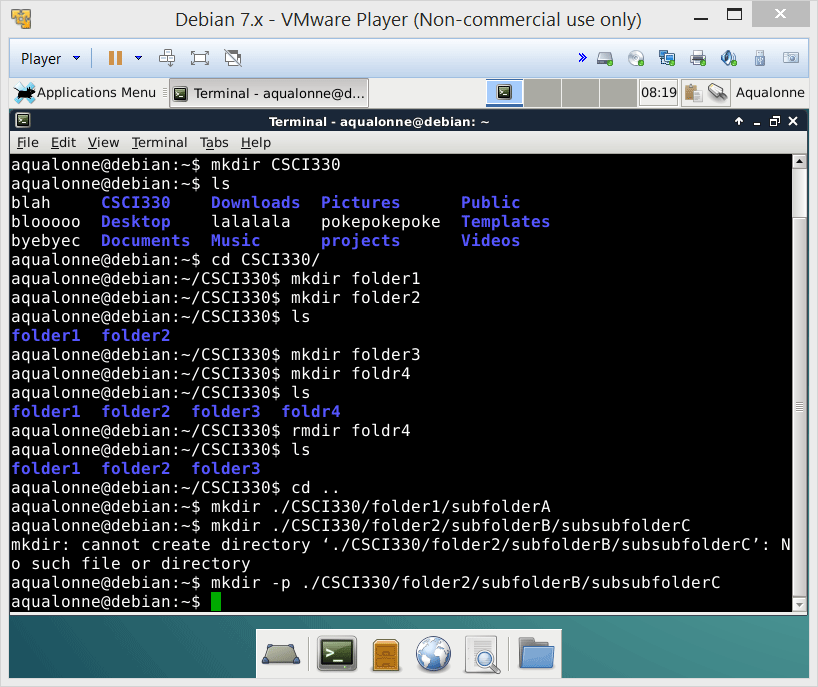 Debian 7.x - VMware Player (Non-commercial use only)
Player
Applications Menu
Terminal - aqualonne@d...
08:19
Aqualonne
Terminal - aqualonne@debian: ~
File Edit View Terminal Tabs Help
aqualonne@debian:~$ mkdir CSCI330
aqualonne@debian:~$ ls
blah CSCI330 Downloads Pictures Public
blooooo Desktop lalalala pokepokepoke Templates
byebyec Documents Music projects Videos
aqualonne@debian:~$ cd CSCI330/
aqualonne@debian:~/CSCI330$ mkdir folder1
aqualonne@debian:~/CSCI330$ mkdir folder2
aqualonne@debian:~/CSCI330$ ls
folder1 folder2
aqualonne@debian:~/CSCI330$ mkdir folder3
aqualonne@debian:~/CSCI330$ mkdir foldr4
aqualonne@debian:~/CSCI330$ ls
folder1 folder2 folder3 foldr4
aqualonne@debian:~/CSCI330$ rmdir foldr4
aqualonne@debian:~/CSCI330$ ls
folder1 folder2 folder3
aqualonne@debian:~/CSCI330$ cd ..
aqualonne@debian:~$ mkdir ./CSCI330/folder1/subfolderA
aqualonne@debian:~$ mkdir ./CSCI330/folder2/subfolderB/subsubfolderC
mkdir: cannot create directory ‘./CSCI330/folder2/subfolderB/subsubfolderC’: N
o such file or directory
aqualonne@debian:~$ mkdir -p ./CSCI330/folder2/subfolderB/subsubfolderC
aqualonne@debian:~$